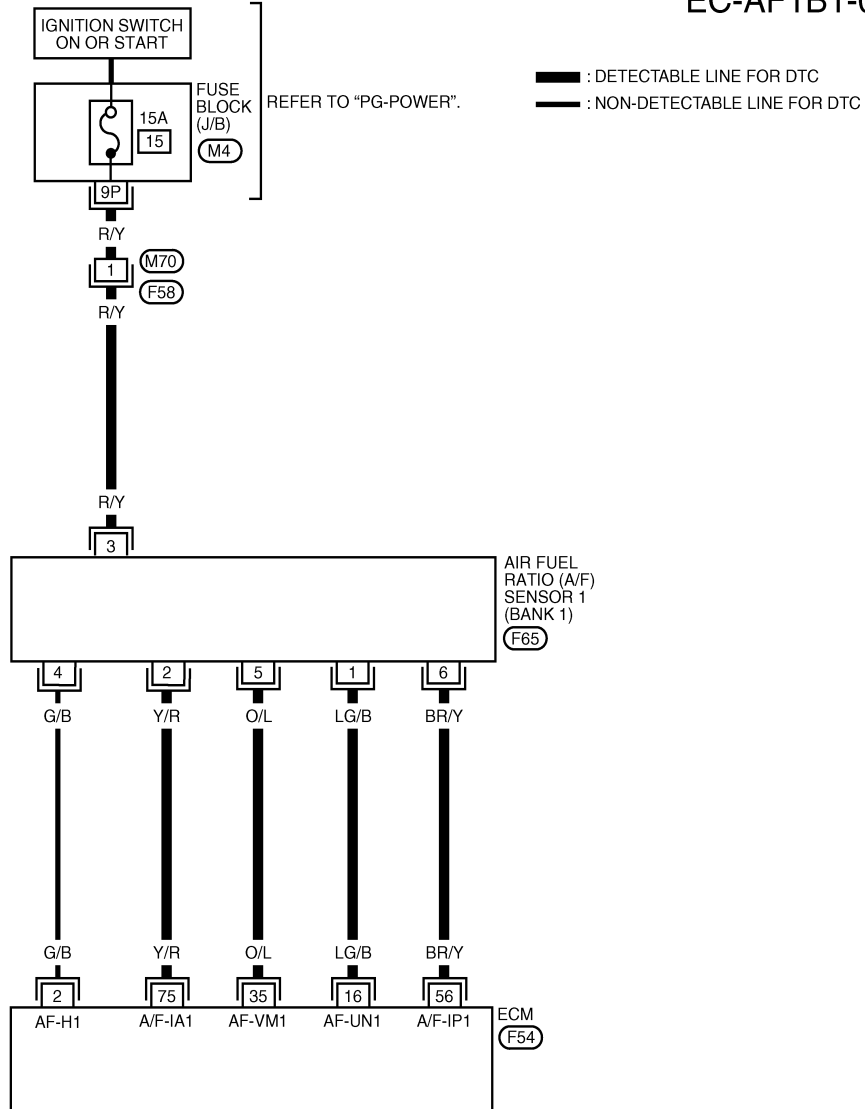 EC-AF1B1-0
IGNITION SWITCH
ON OR START
: DETECTABLE LINE FOR DTC
: NON-DETECTABLE LINE FOR DTC
FUSE
BLOCK
(J/B)
M4
REFER TO “PG-POWER”.
15A
15
9P
R/Y
1
M70
F58
R/Y
R/Y
3
AIR FUEL
RATIO (A/F)
SENSOR 1
(BANK 1)
F65
4 2 5 1 6
G/B Y/R O/L LG/B BR/Y
G/B Y/R O/L LG/B BR/Y
2 75 35 16 56
AF-H1 A/F-IA1 AF-VM1 AF-UN1 A/F-IP1
ECM
F54